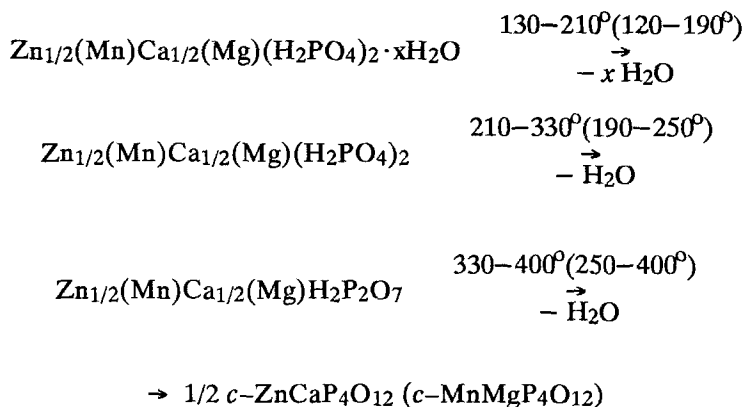 Zn₁/₂(Mn)Ca₁/₂(Mg)(H₂PO₄)₂·xH₂O 130–210°(120–190°) → – x H₂O
Zn₁/₂(Mn)Ca₁/₂(Mg)(H₂PO₄)₂ 210–330°(190–250°) → – H₂O
Zn₁/₂(Mn)Ca₁/₂(Mg)H₂P₂O₇ 330–400°(250–400°) → – H₂O
→ 1/2 c–ZnCaP₄O₁₂ (c–MnMgP₄O₁₂)